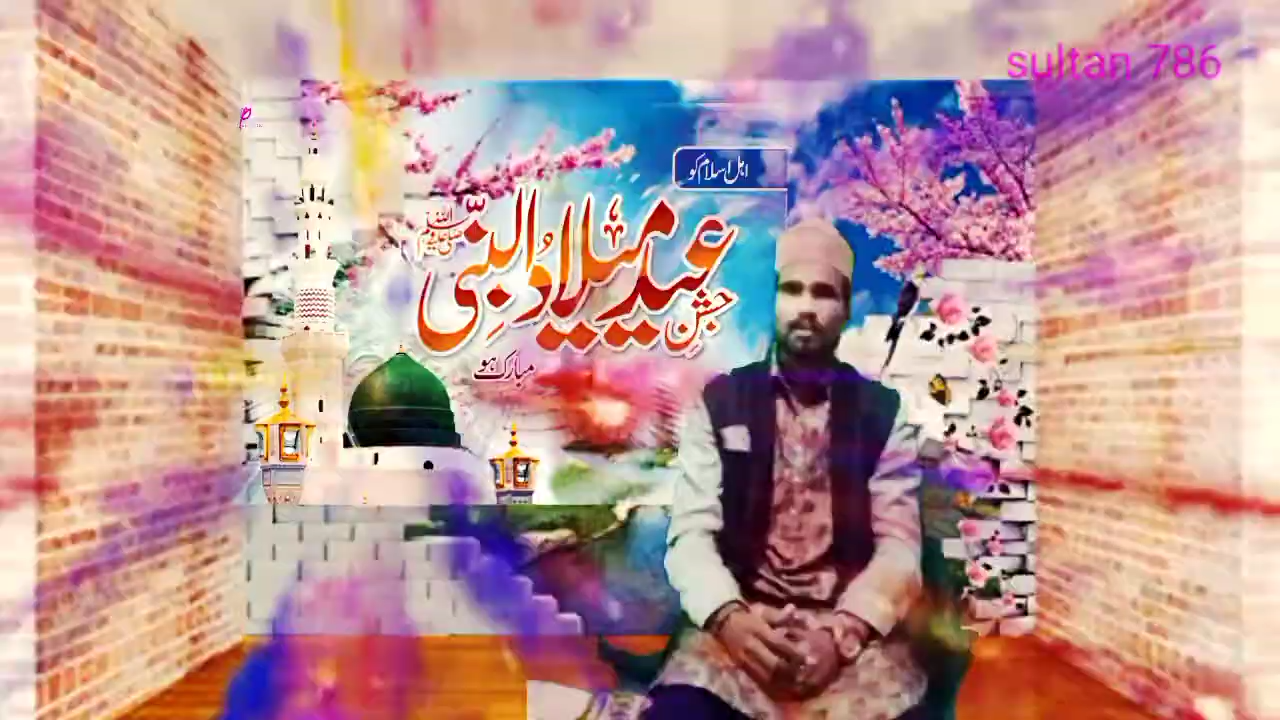 sultan 786
اہل اسلام کو
جشنِ
عید میلادُ النبیّ
ﷺ
مبارک ہو